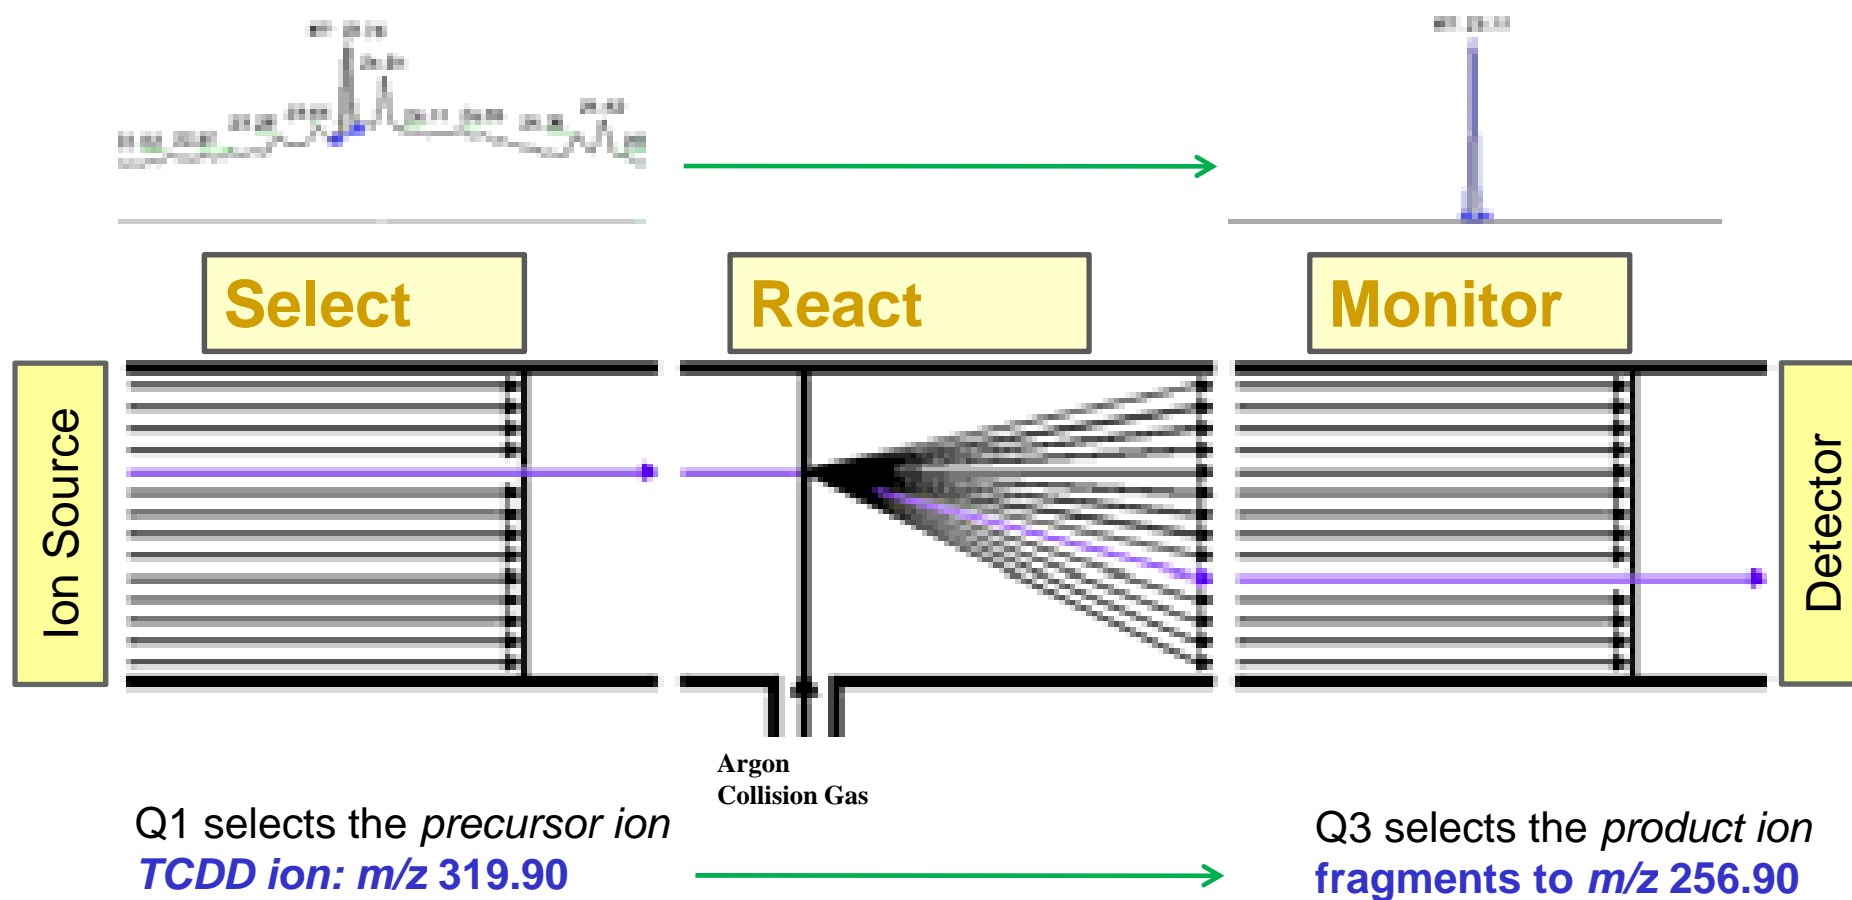 Select
React
Monitor
Ion Source
Detector
Argon
Collision Gas
Q1 selects the precursor ion
TCDD ion: m/z 319.90
Q3 selects the product ion
fragments to m/z 256.90